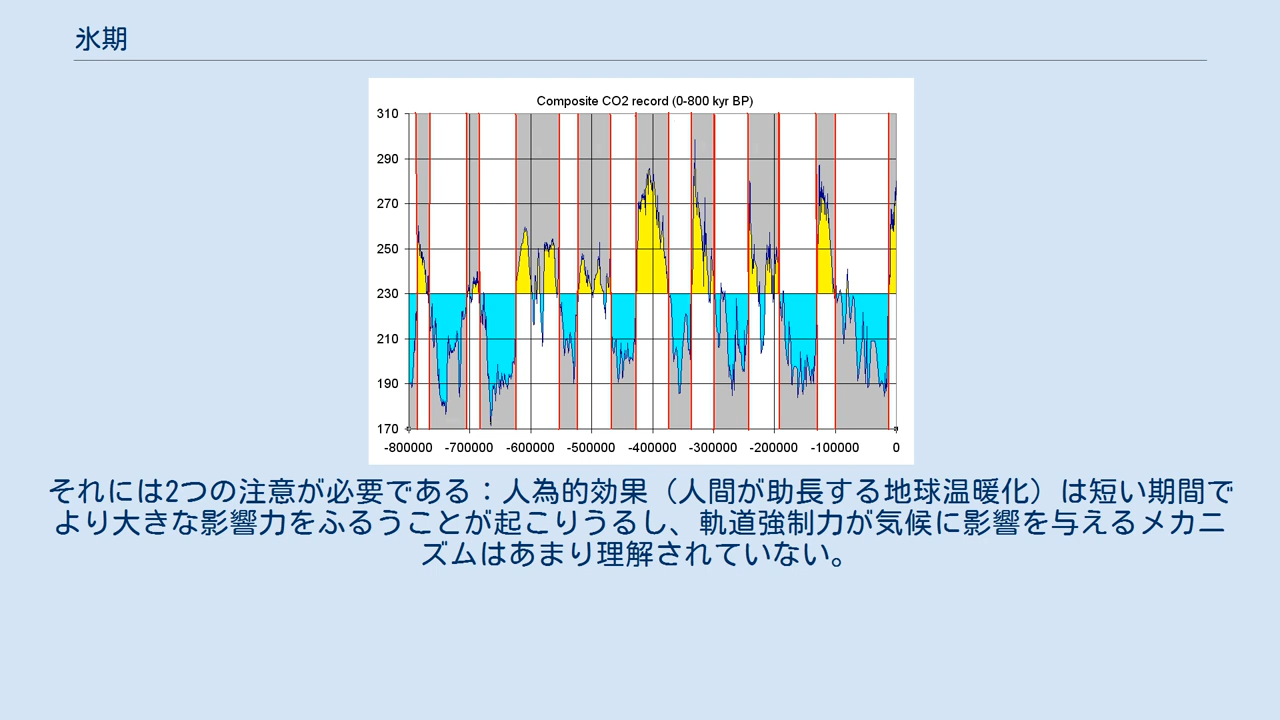 氷期
Composite CO2 record (0-800 kyr BP)
310
290
270
250
230
210
190
170
-800000 -700000 -600000 -500000 -400000 -300000 -200000 -100000 0
それには2つの注意が必要である：人為的効果（人間が助長する地球温暖化）は短い期間で
より大きな影響力をふるうことが起こりうるし、軌道強制力が気候に影響を与えるメカニ
ズムはあまり理解されていない。